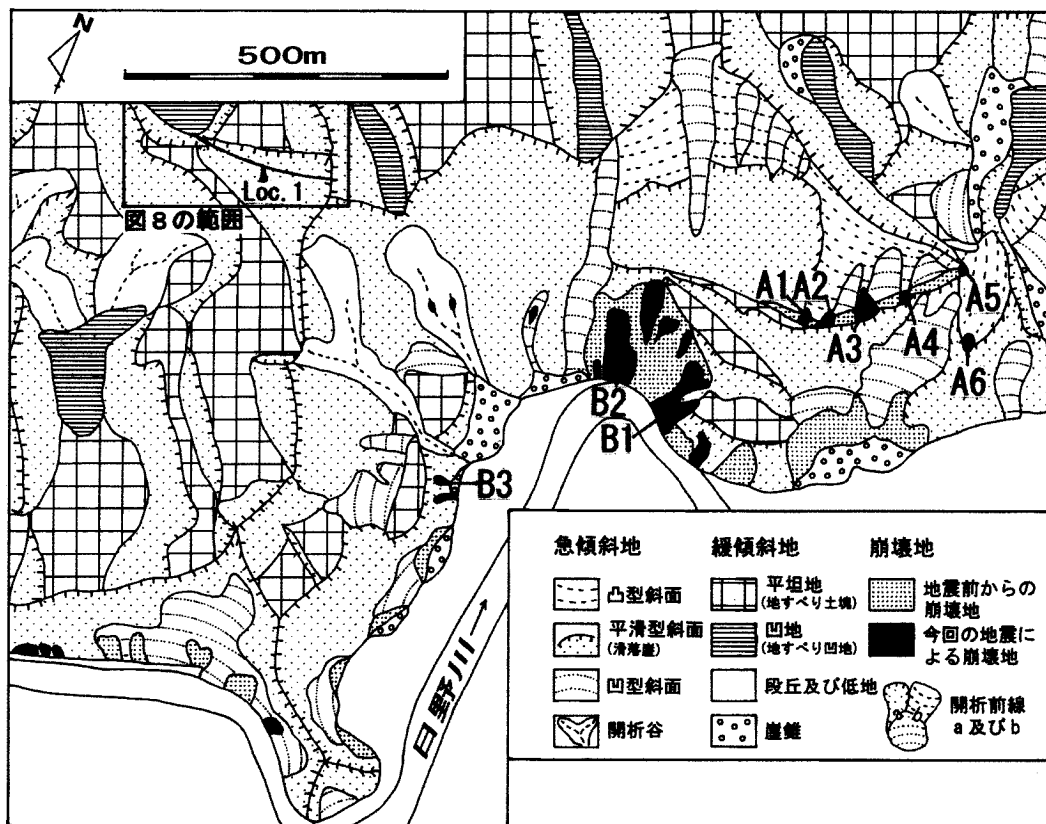 N
500m
Loc.1
図8の範囲
A1 A2
A3
A4
A5
A6
B2
B1
B3
日野川
急傾斜地
凸型斜面
平滑型斜面
(滑落崖)
凹型斜面
開析谷
緩傾斜地
平坦地
(地すべり土塊)
凹地
(地すべり凹地)
段丘及び低地
崖錐
崩壊地
地震前からの
崩壊地
今回の地震に
よる崩壊地
a
b
開析前線
a及びb